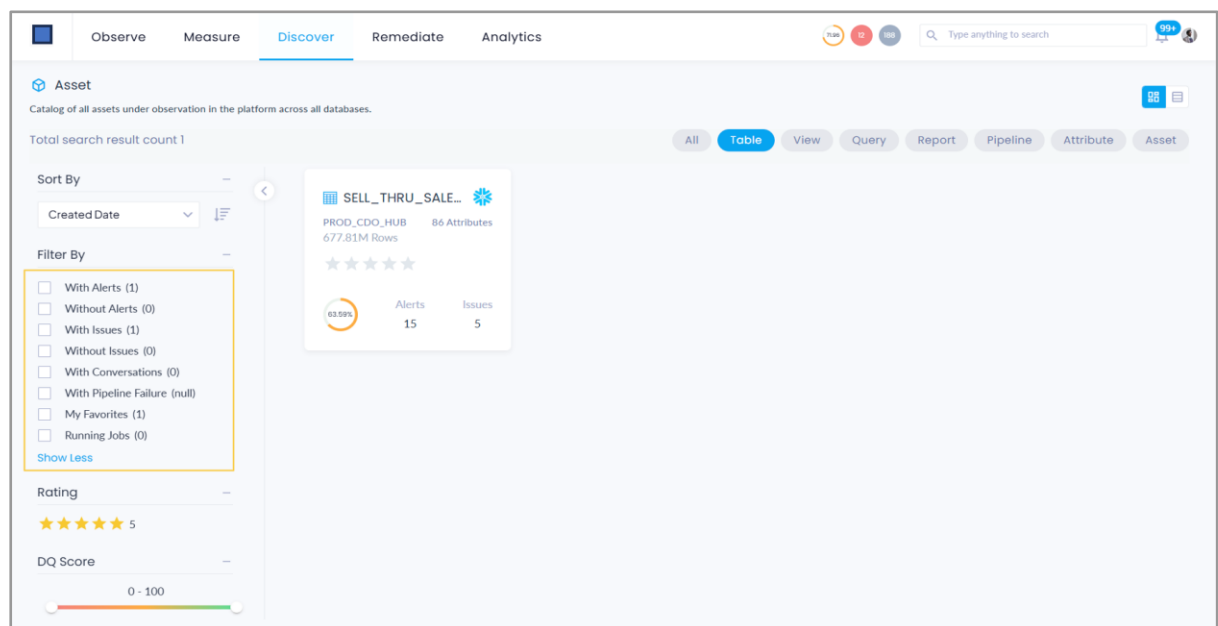 Observe Measure Discover Remediate Analytics
12 188 Type anything to search 99+
Asset
Catalog of all assets under observation in the platform across all databases.
Total search result count 1
All Table View Query Report Pipeline Attribute Asset
Sort By
Created Date
Filter By
With Alerts (1)
Without Alerts (0)
With Issues (1)
Without Issues (0)
With Conversations (0)
With Pipeline Failure (null)
My Favorites (1)
Running Jobs (0)
Show Less
Rating
5
DQ Score
0 - 100
SELL_THRU_SALE...
PROD_CDO_HUB 86 Attributes
677.81M Rows
63.59%
Alerts Issues
15 5